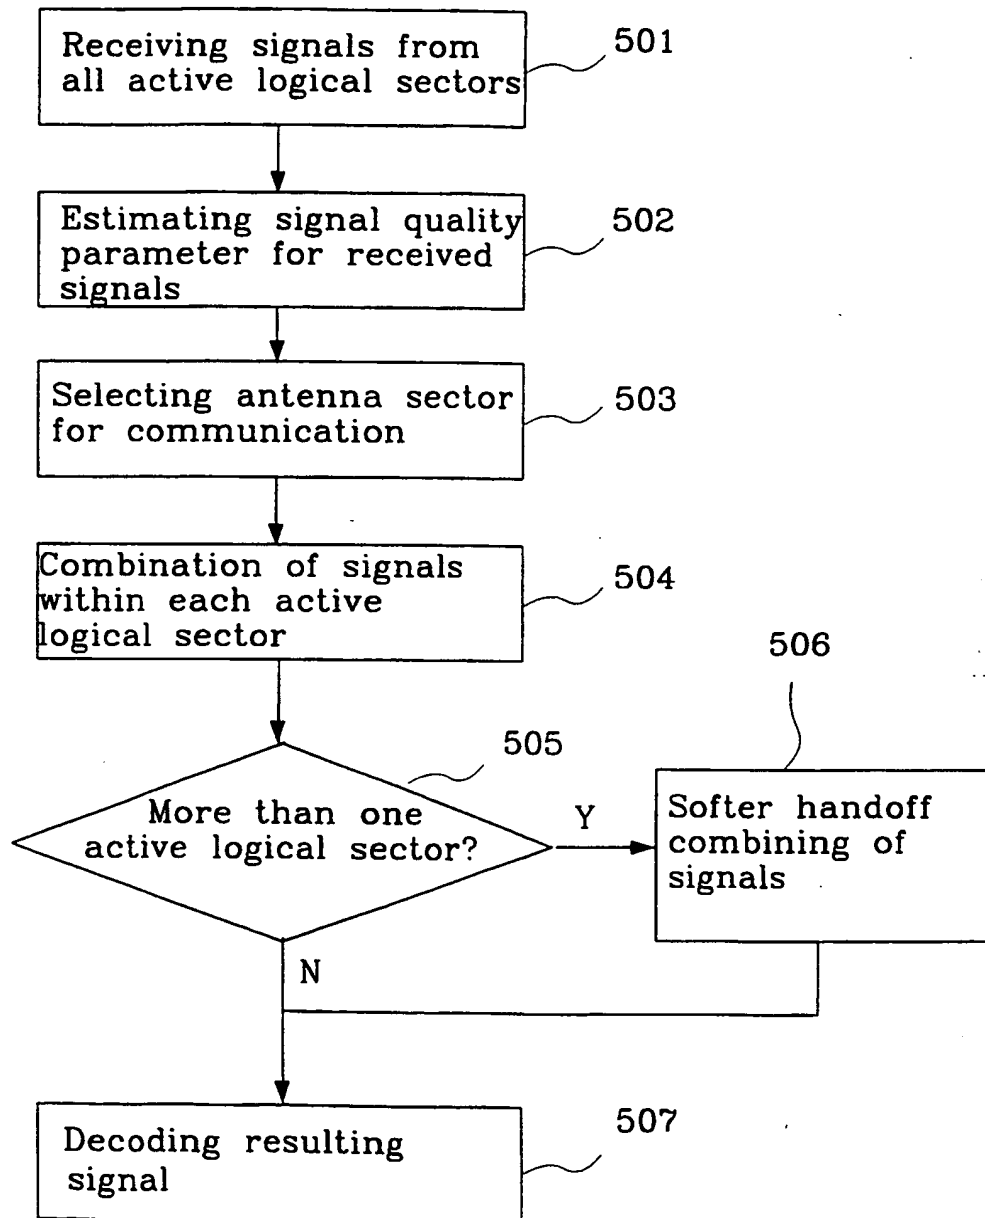 Receiving signals from
all active logical sectors
501
Estimating signal quality
parameter for received
signals
502
Selecting antenna sector
for communication
503
Combination of signals
within each active
logical sector
504
505
More than one
active logical sector?
Y
N
506
Softer handoff
combining of
signals
Decoding resulting
signal
507